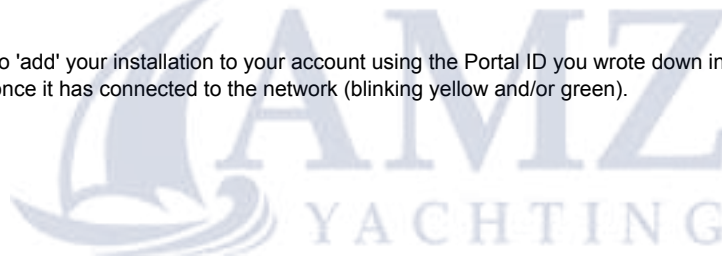 o 'add' your installation to your account using the Portal ID you wrote down in
once it has connected to the network (blinking yellow and/or green).
AMZ
YACHTING